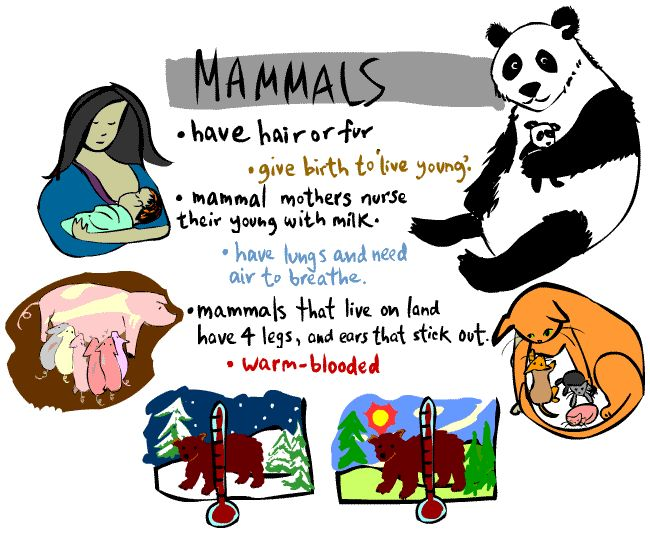 MAMMALS
• have hair or fur
• give birth to 'live young'.
• mammal mothers nurse
their young with milk.
• have lungs and need
air to breathe.
• mammals that live on land
have 4 legs, and ears that stick out.
• warm-blooded